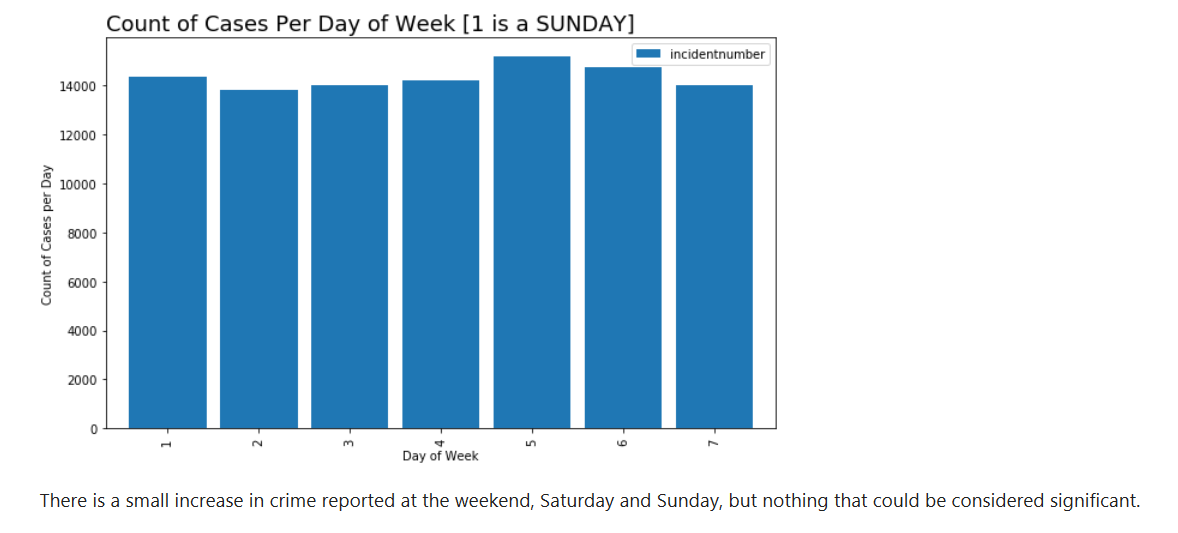 Count of Cases Per Day of Week [1 is a SUNDAY]
incidentnumber
14000
12000
10000
8000
6000
4000
2000
0
Count of Cases per Day
1 2 3 4 5 6 7
Day of Week
There is a small increase in crime reported at the weekend, Saturday and Sunday, but nothing that could be considered significant.